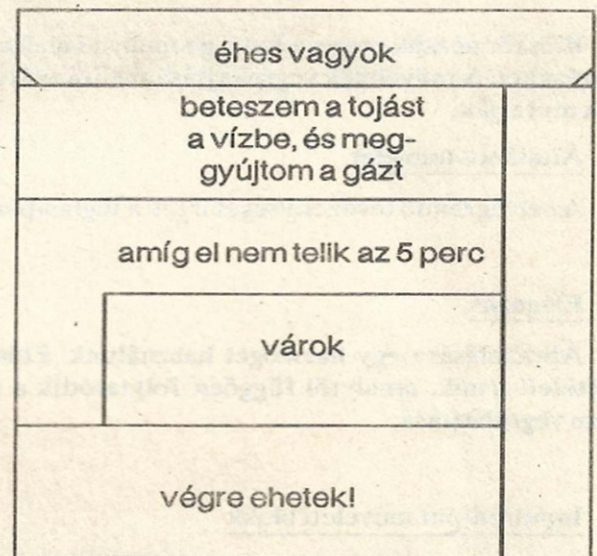 éhes vagyok
beteszem a tojást
a vízbe, és meg-
gyújtom a gázt
amíg el nem telik az 5 perc
várok
végre ehetek!